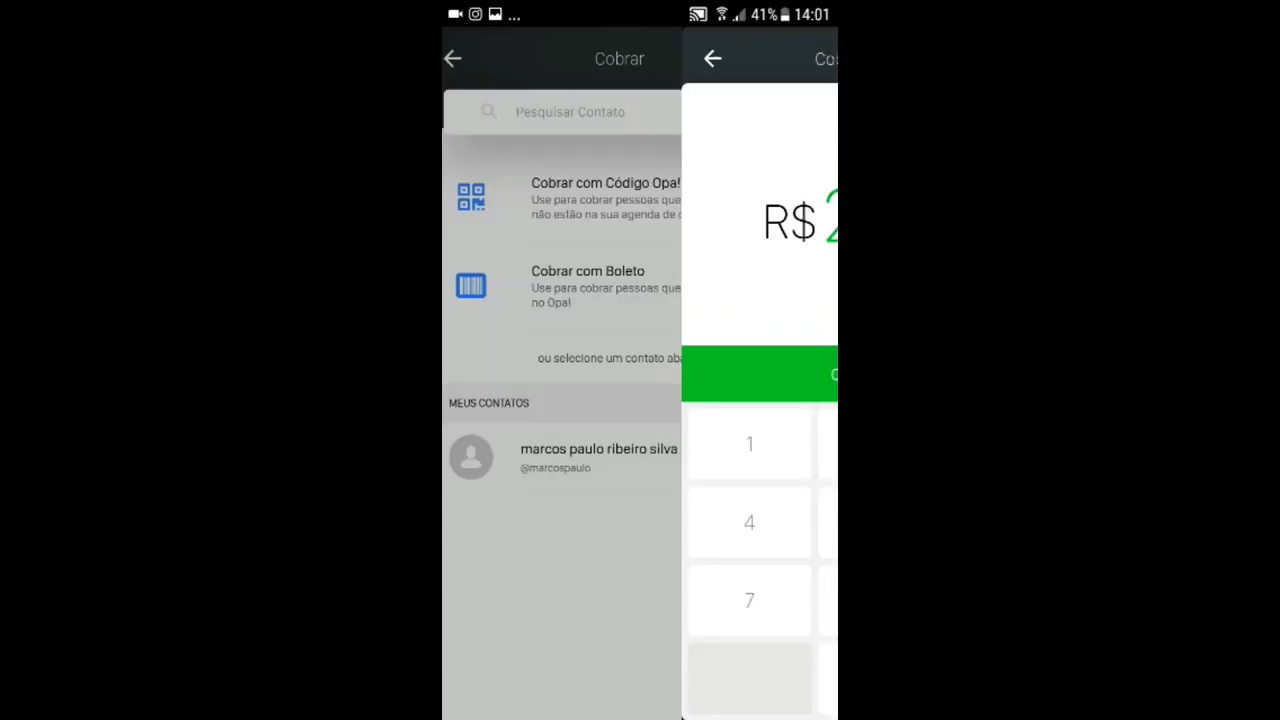 ...
41% 14:01
Cobrar
Pesquisar Contato
Cobrar com Código Opa!
Use para cobrar pessoas que
não estão na sua agenda de
Cobrar com Boleto
Use para cobrar pessoas que
no Opa!
ou selecione um contato
MEUS CONTATOS
marcos paulo ribeiro silva
@marcospaulo
R$
1
4
7